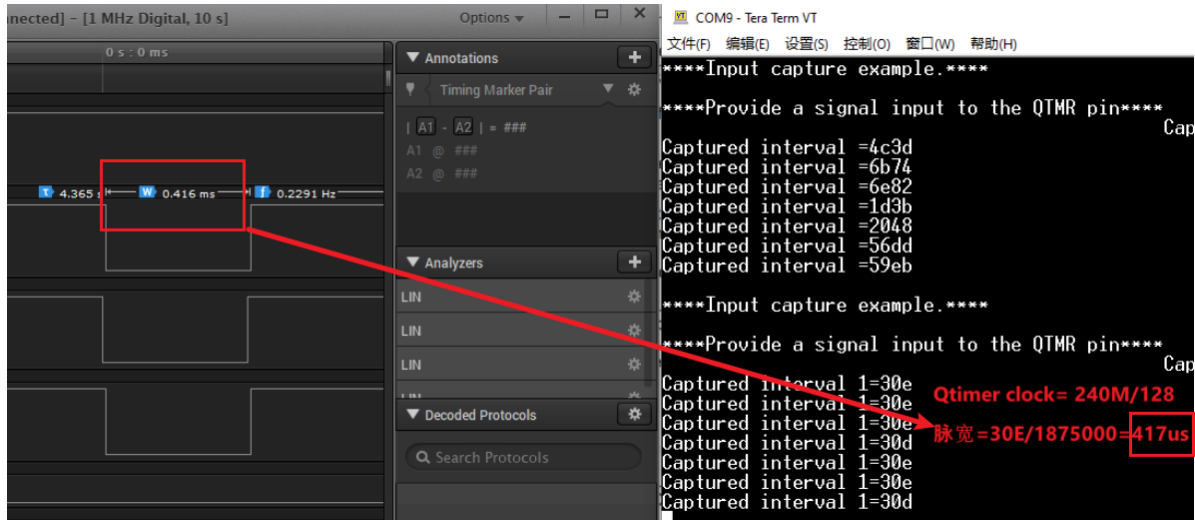 nnected] – [1 MHz Digital, 10 s]
Options
0 s : 0 ms
Annotations
Timing Marker Pair
| A1 - A2 | = ###
A1 @ ###
A2 @ ###
T 4.365 s
W 0.416 ms
f 0.2291 Hz
Analyzers
LIN
LIN
LIN
Decoded Protocols
Search Protocols
COM9 - Tera Term VT
文件(F) 编辑(E) 设置(S) 控制(O) 窗口(W) 帮助(H)
****Input capture example.****
****Provide a signal input to the QTMR pin****
Cap
Captured interval =4c3d
Captured interval =6b74
Captured interval =6e82
Captured interval =1d3b
Captured interval =2048
Captured interval =56dd
Captured interval =59eb
****Input capture example.****
****Provide a signal input to the QTMR pin****
Cap
Captured interval 1=30e
Captured interval 1=30e
Captured interval 1=30e
Captured interval 1=30d
Captured interval 1=30e
Captured interval 1=30e
Captured interval 1=30d
Qtimer clock= 240M/128
脉宽=30E/1875000=417us